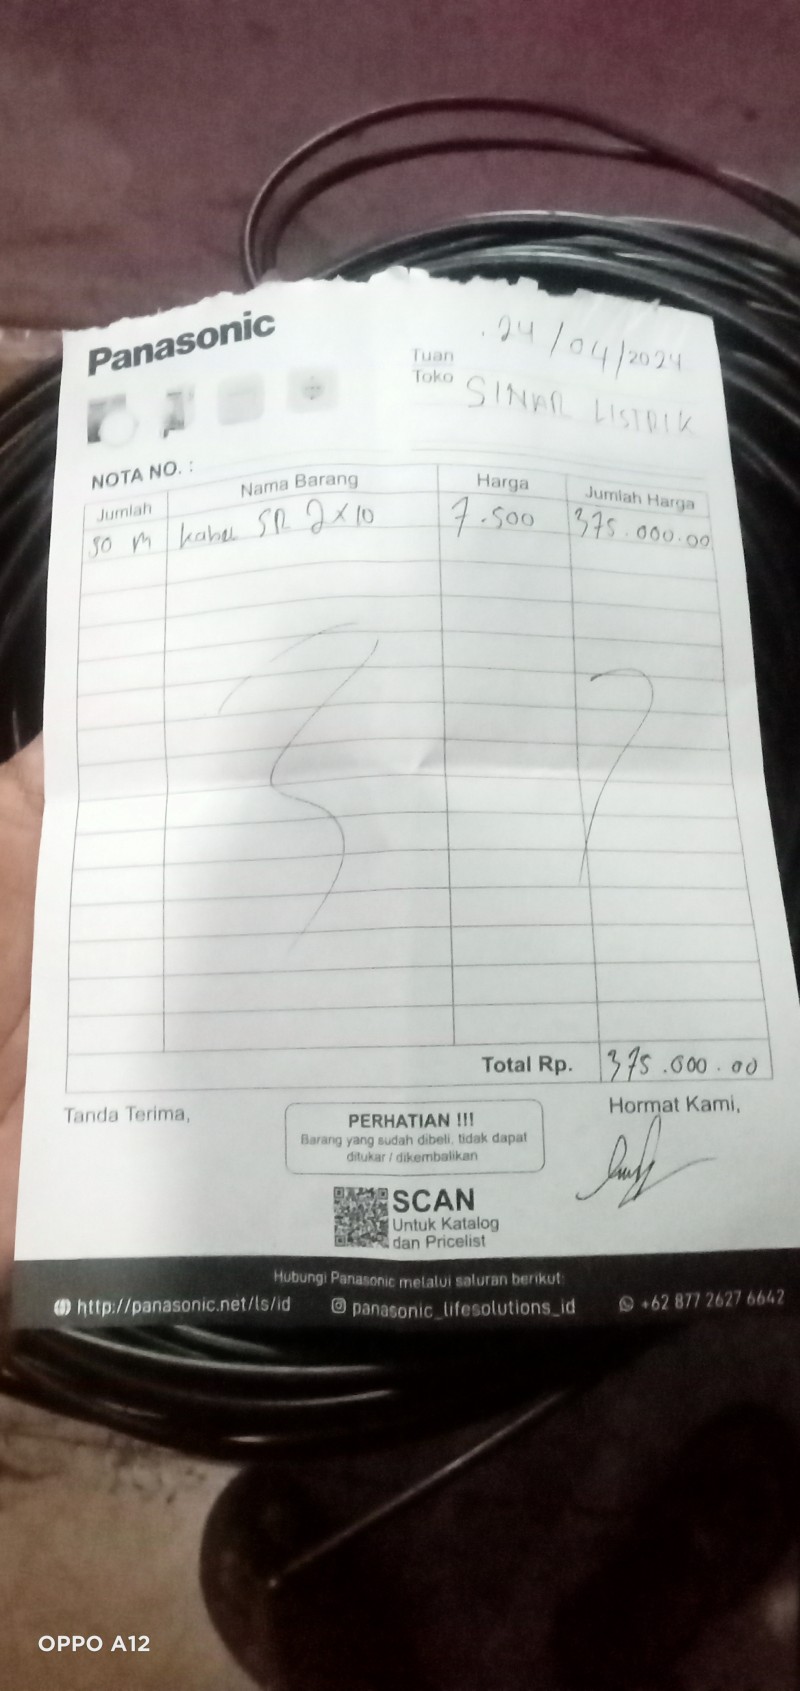 Panasonic
24/04/2024
Tuan
Toko SINAR LISTRIK
NOTA NO. :
Jumlah Nama Barang Harga Jumlah Harga
50 m kabel SR 2x10 7.500 375.000.00
Total Rp. 375.000.00
Tanda Terima,
Hormat Kami,
PERHATIAN !!!
Barang yang sudah dibeli, tidak dapat
ditukar / dikembalikan
SCAN
Untuk Katalog
dan Pricelist
Hubungi Panasonic melalui saluran berikut:
http://panasonic.net/ls/id panasonic_lifesolutions_id +62 877 2627 6642
OPPO A12